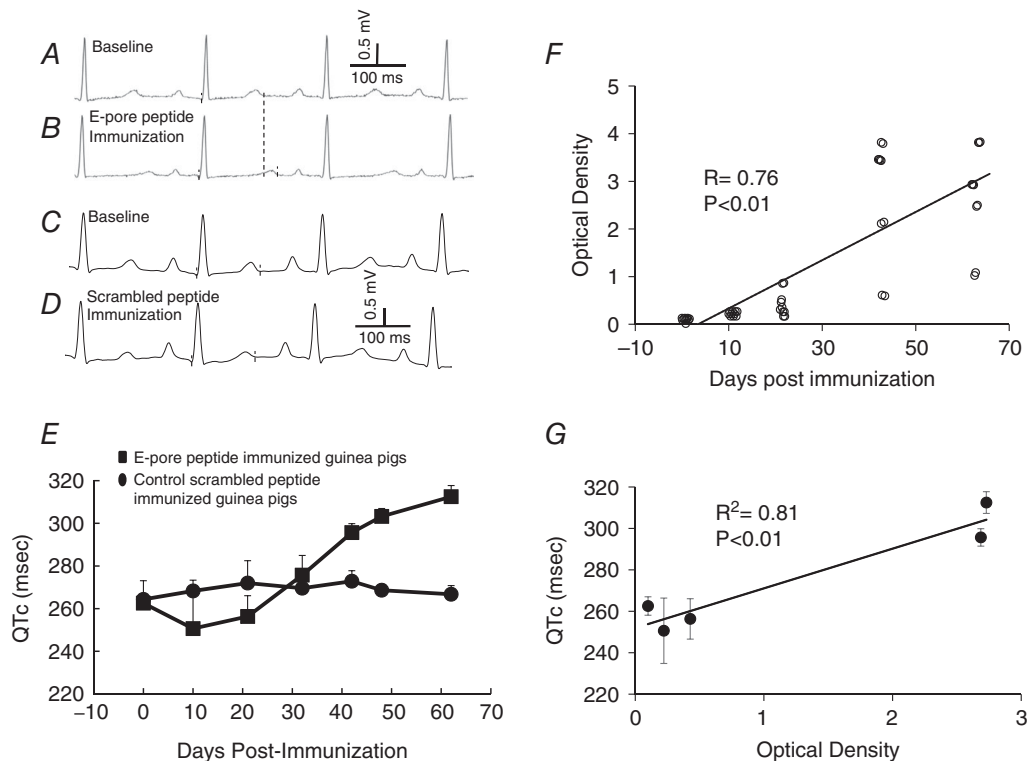 A
Baseline
0.5 mV
100 ms
B
E-pore peptide
Immunization
C
Baseline
D
Scrambled peptide
Immunization
0.5 mV
100 ms
E
E-pore peptide immunized guinea pigs
Control scrambled peptide
immunized guinea pigs
QTc (msec)
320
300
280
260
240
220
–10
0
10
20
30
40
50
60
70
Days Post-Immunization
F
Optical Density
5
4
3
2
1
0
R= 0.76
P<0.01
–10
10
30
50
70
Days post immunization
G
QTc (msec)
320
300
280
260
240
220
R2= 0.81
P<0.01
0
1
2
3
Optical Density